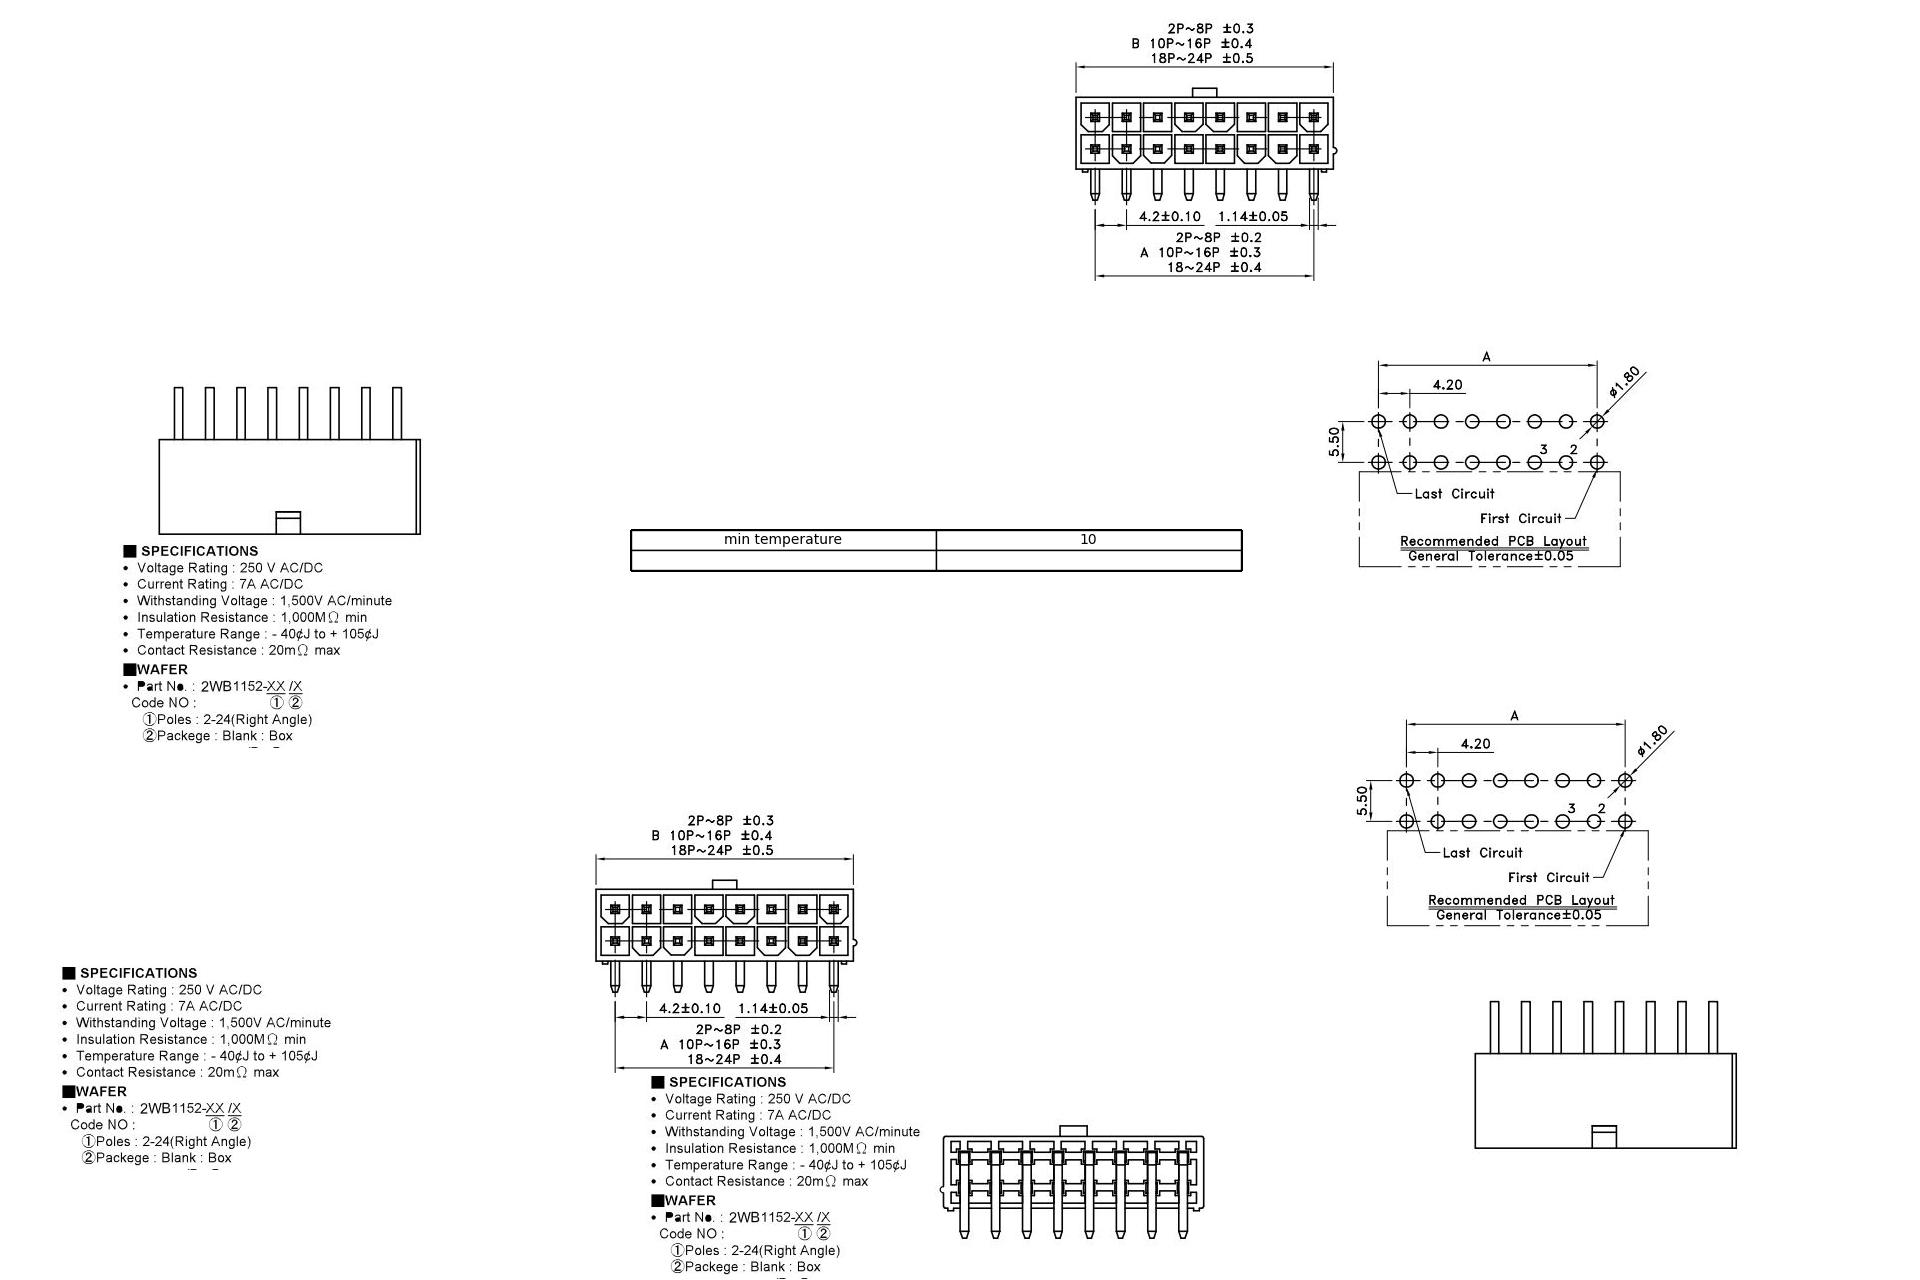 2P~8P ±0.3
B 10P~16P ±0.4
18P~24P ±0.5
4.2±0.10 1.14±0.05
2P~8P ±0.2
A 10P~16P ±0.3
18~24P ±0.4
A
4.20
ø1.80
5.50
3 2
Last Circuit
First Circuit
Recommended PCB Layout
General Tolerance±0.05
min temperature 10
■ SPECIFICATIONS
• Voltage Rating : 250 V AC/DC
• Current Rating : 7A AC/DC
• Withstanding Voltage : 1,500V AC/minute
• Insulation Resistance : 1,000MΩ min
• Temperature Range : - 40¢J to + 105¢J
• Contact Resistance : 20mΩ max
■WAFER
• Part No. : 2WB1152-XX /X
Code NO : ① ②
①Poles : 2-24(Right Angle)
②Packege : Blank : Box
A
4.20
ø1.80
5.50
3 2
Last Circuit
First Circuit
Recommended PCB Layout
General Tolerance±0.05
2P~8P ±0.3
B 10P~16P ±0.4
18P~24P ±0.5
4.2±0.10 1.14±0.05
2P~8P ±0.2
A 10P~16P ±0.3
18~24P ±0.4
■ SPECIFICATIONS
• Voltage Rating : 250 V AC/DC
• Current Rating : 7A AC/DC
• Withstanding Voltage : 1,500V AC/minute
• Insulation Resistance : 1,000MΩ min
• Temperature Range : - 40¢J to + 105¢J
• Contact Resistance : 20mΩ max
■WAFER
• Part No. : 2WB1152-XX /X
Code NO : ① ②
①Poles : 2-24(Right Angle)
②Packege : Blank : Box
■ SPECIFICATIONS
• Voltage Rating : 250 V AC/DC
• Current Rating : 7A AC/DC
• Withstanding Voltage : 1,500V AC/minute
• Insulation Resistance : 1,000MΩ min
• Temperature Range : - 40¢J to + 105¢J
• Contact Resistance : 20mΩ max
■WAFER
• Part No. : 2WB1152-XX /X
Code NO : ① ②
①Poles : 2-24(Right Angle)
②Packege : Blank : Box